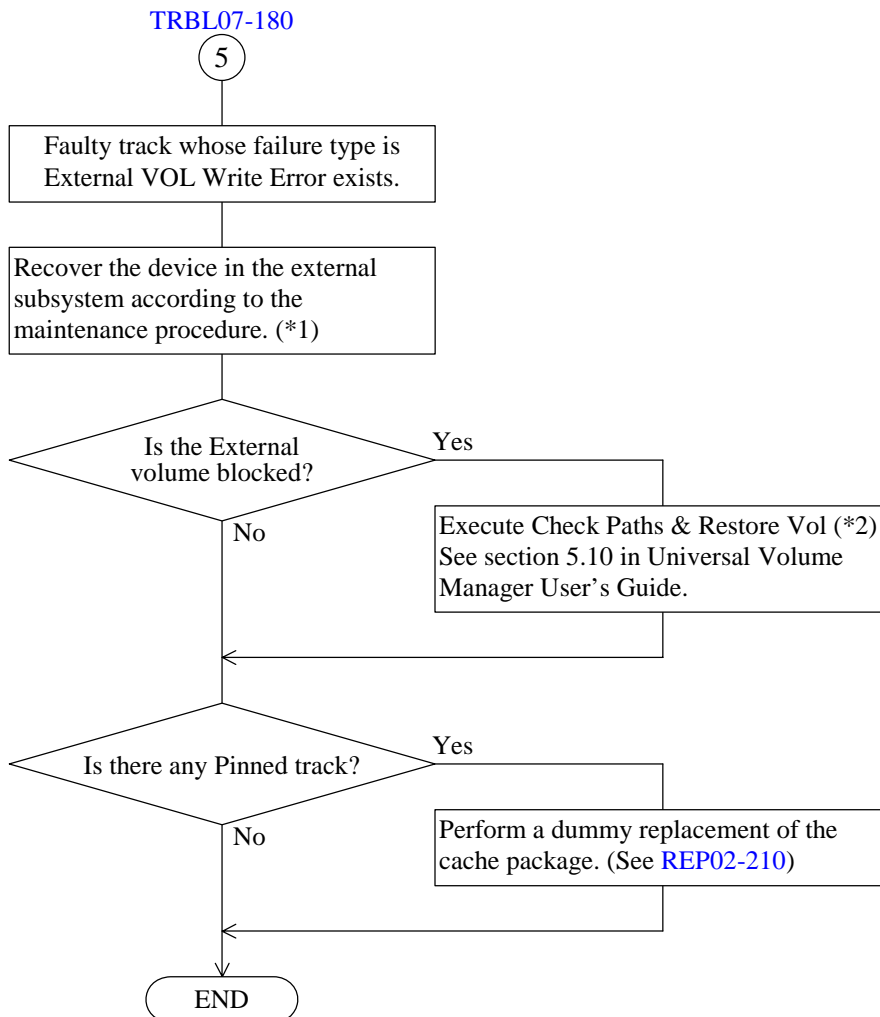 TRBL07-180
5
Faulty track whose failure type is
External VOL Write Error exists.
Recover the device in the external
subsystem according to the
maintenance procedure. (*1)
Is the External
volume blocked?
Yes
No
Execute Check Paths & Restore Vol (*2)
See section 5.10 in Universal Volume
Manager User's Guide.
Is there any Pinned track?
Yes
No
Perform a dummy replacement of the
cache package. (See REP02-210)
END